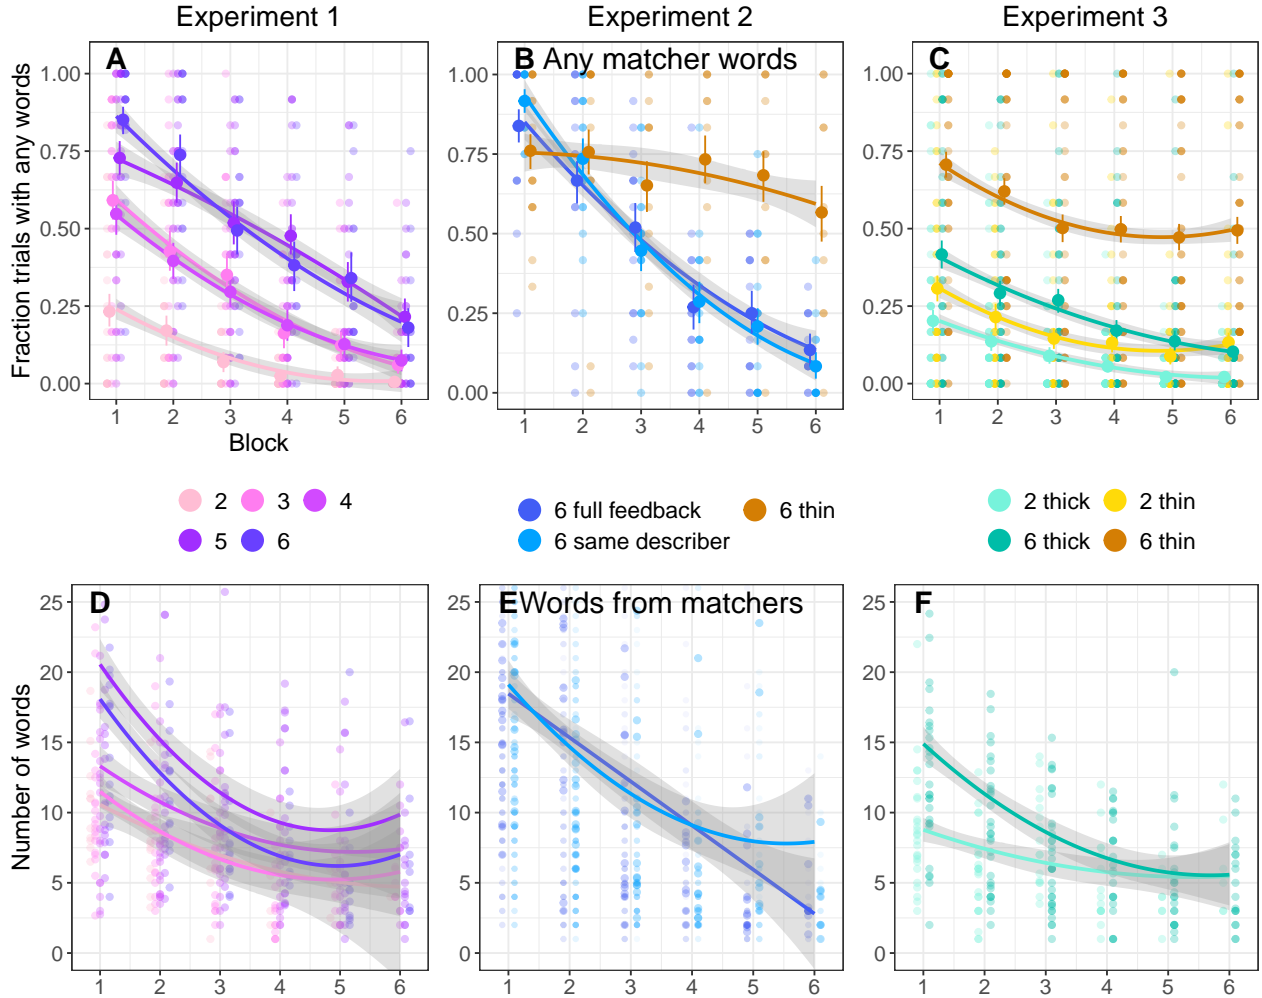 Experiment 1
Experiment 2
Experiment 3
A
B Any matcher words
C
Fraction trials with any words
1.00
0.75
0.50
0.25
0.00
1 2 3 4 5 6
Block
1.00
0.75
0.50
0.25
0.00
1 2 3 4 5 6
1.00
0.75
0.50
0.25
0.00
1 2 3 4 5 6
2 3 4
5 6
6 full feedback 6 thin
6 same describer
2 thick 2 thin
6 thick 6 thin
D
E Words from matchers
F
Number of words
25
20
15
10
5
0
1 2 3 4 5 6
25
20
15
10
5
0
1 2 3 4 5 6
25
20
15
10
5
0
1 2 3 4 5 6